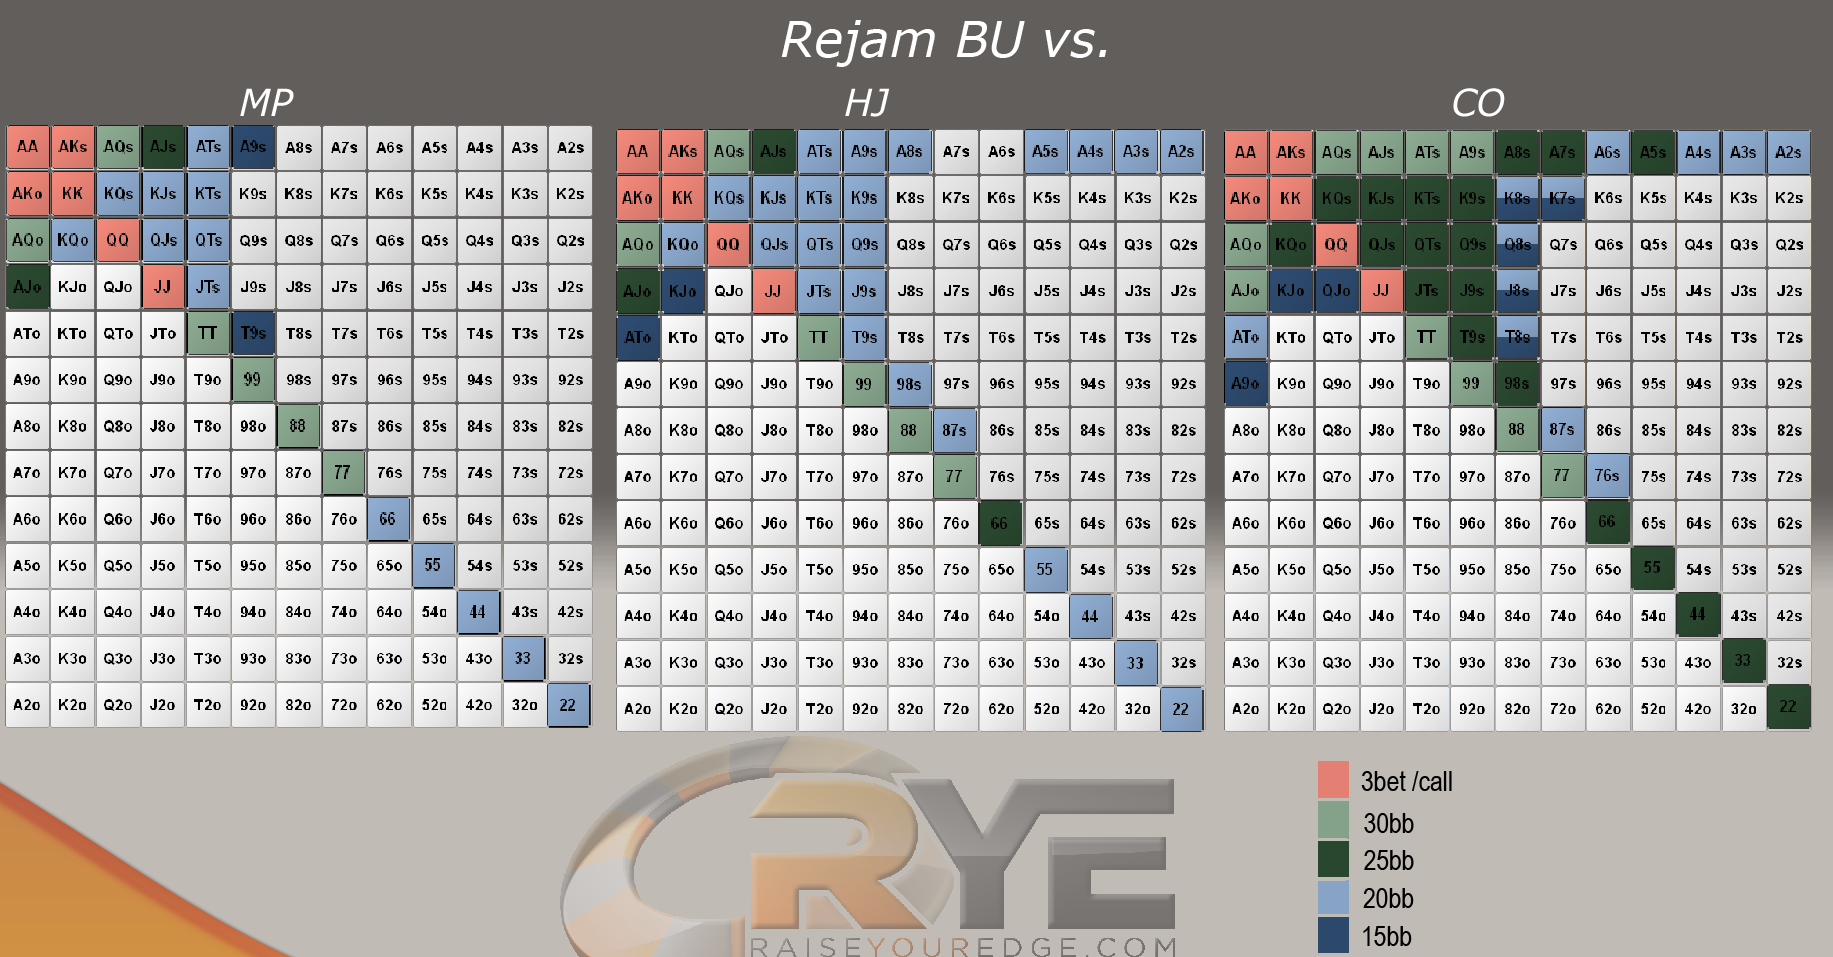 Rejam BU vs.
MP
AA AKs AQs AJs ATs A9s A8s A7s A6s A5s A4s A3s A2s
AKo KK KQs KJs KTs K9s K8s K7s K6s K5s K4s K3s K2s
AQo KQo QQ QJs QTs Q9s Q8s Q7s Q6s Q5s Q4s Q3s Q2s
AJo KJo QJo JJ JTs J9s J8s J7s J6s J5s J4s J3s J2s
ATo KTo QTo JTo TT T9s T8s T7s T6s T5s T4s T3s T2s
A9o K9o Q9o J9o T9o 99 98s 97s 96s 95s 94s 93s 92s
A8o K8o Q8o J8o T8o 98o 88 87s 86s 85s 84s 83s 82s
A7o K7o Q7o J7o T7o 97o 87o 77 76s 75s 74s 73s 72s
A6o K6o Q6o J6o T6o 96o 86o 76o 66 65s 64s 63s 62s
A5o K5o Q5o J5o T5o 95o 85o 75o 65o 55 54s 53s 52s
A4o K4o Q4o J4o T4o 94o 84o 74o 64o 54o 44 43s 42s
A3o K3o Q3o J3o T3o 93o 83o 73o 63o 53o 43o 33 32s
A2o K2o Q2o J2o T2o 92o 82o 72o 62o 52o 42o 32o 22
HJ
AA AKs AQs AJs ATs A9s A8s A7s A6s A5s A4s A3s A2s
AKo KK KQs KJs KTs K9s K8s K7s K6s K5s K4s K3s K2s
AQo KQo QQ QJs QTs Q9s Q8s Q7s Q6s Q5s Q4s Q3s Q2s
AJo KJo QJo JJ JTs J9s J8s J7s J6s J5s J4s J3s J2s
ATo KTo QTo JTo TT T9s T8s T7s T6s T5s T4s T3s T2s
A9o K9o Q9o J9o T9o 99 98s 97s 96s 95s 94s 93s 92s
A8o K8o Q8o J8o T8o 98o 88 87s 86s 85s 84s 83s 82s
A7o K7o Q7o J7o T7o 97o 87o 77 76s 75s 74s 73s 72s
A6o K6o Q6o J6o T6o 96o 86o 76o 66 65s 64s 63s 62s
A5o K5o Q5o J5o T5o 95o 85o 75o 65o 55 54s 53s 52s
A4o K4o Q4o J4o T4o 94o 84o 74o 64o 54o 44 43s 42s
A3o K3o Q3o J3o T3o 93o 83o 73o 63o 53o 43o 33 32s
A2o K2o Q2o J2o T2o 92o 82o 72o 62o 52o 42o 32o 22
CO
AA AKs AQs AJs ATs A9s A8s A7s A6s A5s A4s A3s A2s
AKo KK KQs KJs KTs K9s K8s K7s K6s K5s K4s K3s K2s
AQo KQo QQ QJs QTs Q9s Q8s Q7s Q6s Q5s Q4s Q3s Q2s
AJo KJo QJo JJ JTs J9s J8s J7s J6s J5s J4s J3s J2s
ATo KTo QTo JTo TT T9s T8s T7s T6s T5s T4s T3s T2s
A9o K9o Q9o J9o T9o 99 98s 97s 96s 95s 94s 93s 92s
A8o K8o Q8o J8o T8o 98o 88 87s 86s 85s 84s 83s 82s
A7o K7o Q7o J7o T7o 97o 87o 77 76s 75s 74s 73s 72s
A6o K6o Q6o J6o T6o 96o 86o 76o 66 65s 64s 63s 62s
A5o K5o Q5o J5o T5o 95o 85o 75o 65o 55 54s 53s 52s
A4o K4o Q4o J4o T4o 94o 84o 74o 64o 54o 44 43s 42s
A3o K3o Q3o J3o T3o 93o 83o 73o 63o 53o 43o 33 32s
A2o K2o Q2o J2o T2o 92o 82o 72o 62o 52o 42o 32o 22
3bet /call
30bb
25bb
20bb
15bb
RYE
RAISEYOUREDGE.COM